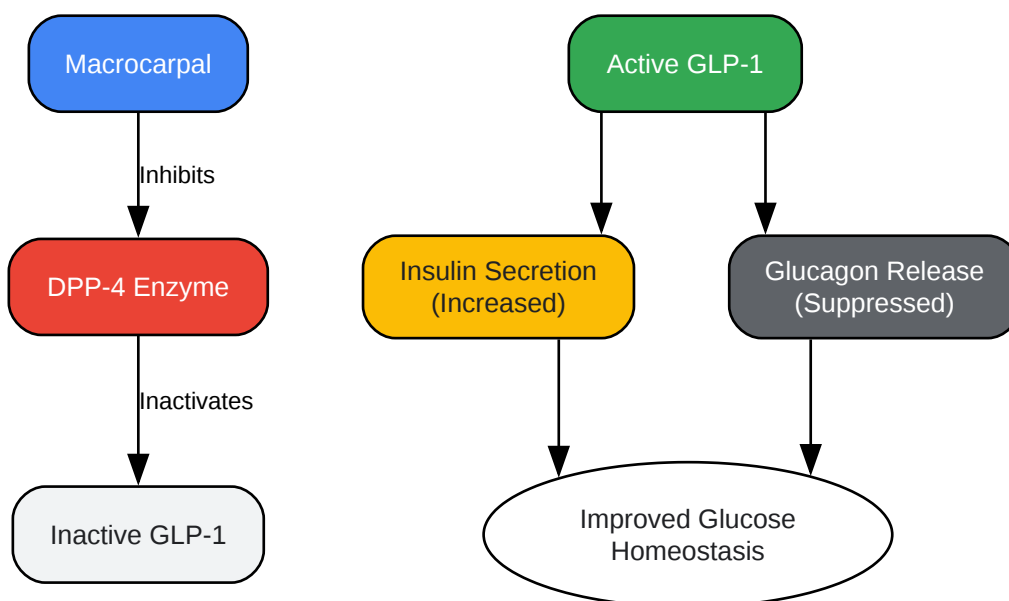 Macrocarpal
Active GLP-1
Inhibits
DPP-4 Enzyme
Insulin Secretion
(Increased)
Glucagon Release
(Suppressed)
Inactivates
Inactive GLP-1
Improved Glucose
Homeostasis